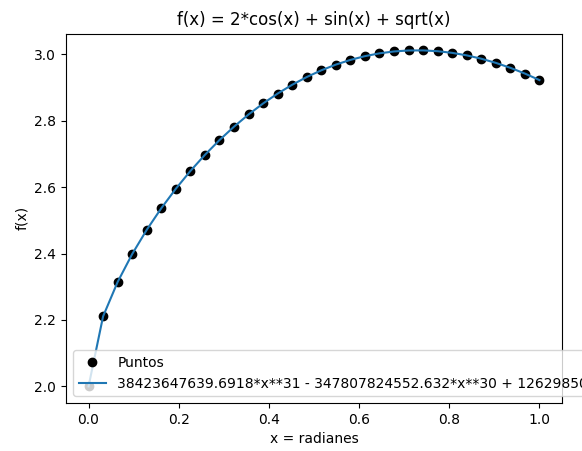 f(x) = 2*cos(x) + sin(x) + sqrt(x)
3.0
2.8
2.6
2.4
2.2
2.0
f(x)
Puntos
38423647639.6918*x**31 - 347807824552.632*x**30 + 12629850
0.0 0.2 0.4 0.6 0.8 1.0
x = radianes